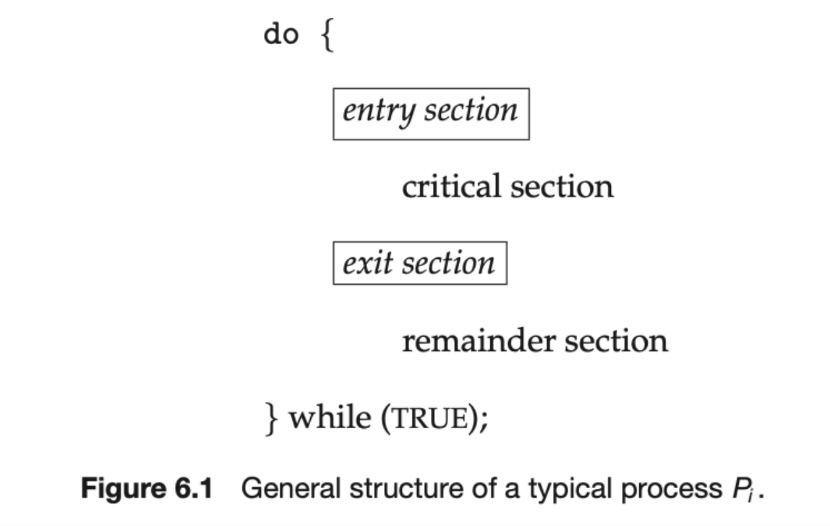 do {
entry section
critical section
exit section
remainder section
} while (TRUE);
Figure 6.1 General structure of a typical process Pi.